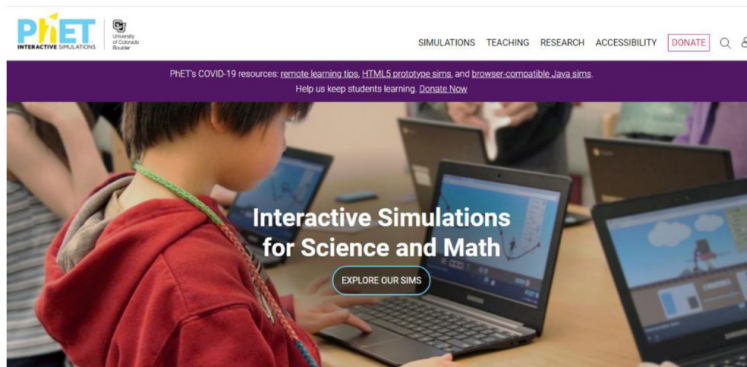 PhET
INTERACTIVE SIMULATIONS
University
of Colorado
Boulder
SIMULATIONS TEACHING RESEARCH ACCESSIBILITY DONATE
PhET's COVID-19 resources: remote learning tips, HTML5 prototype sims, and browser-compatible Java sims.
Help us keep students learning. Donate Now
Interactive Simulations
for Science and Math
EXPLORE OUR SIMS
SAMSUNG